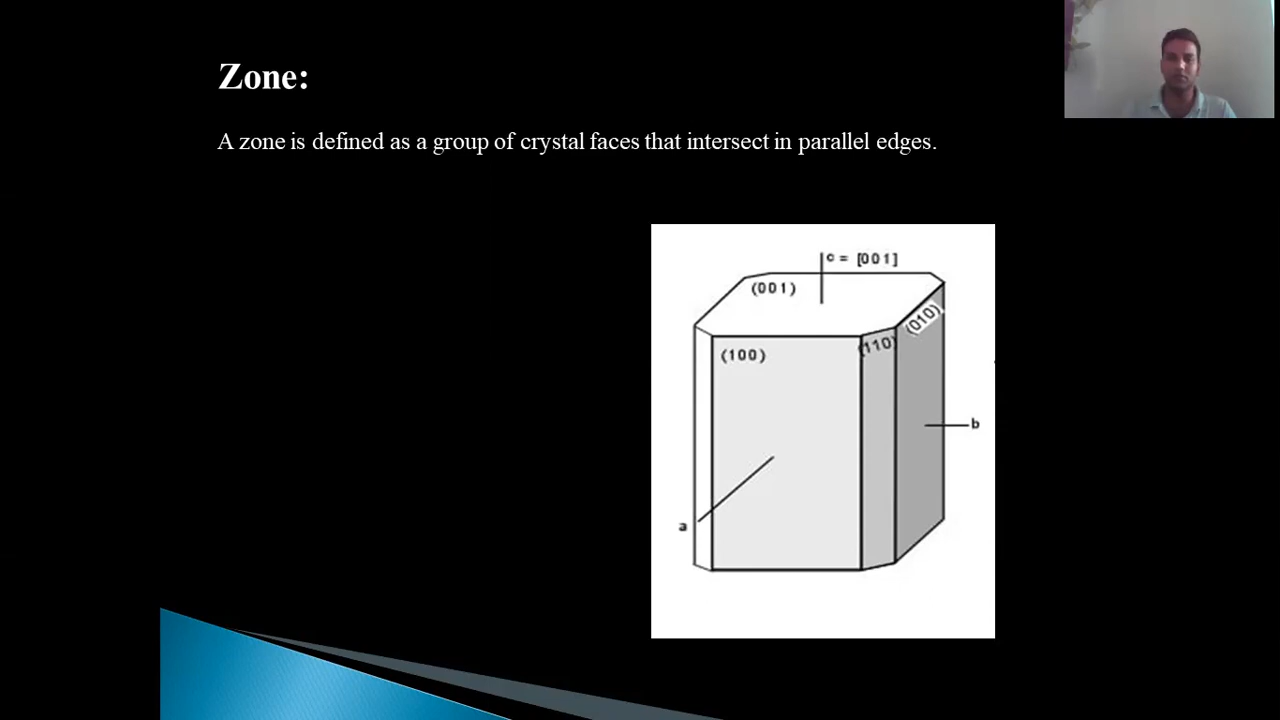 Zone:
A zone is defined as a group of crystal faces that intersect in parallel edges.
c = [001]
(001)
(010)
(110)
(100)
b
a